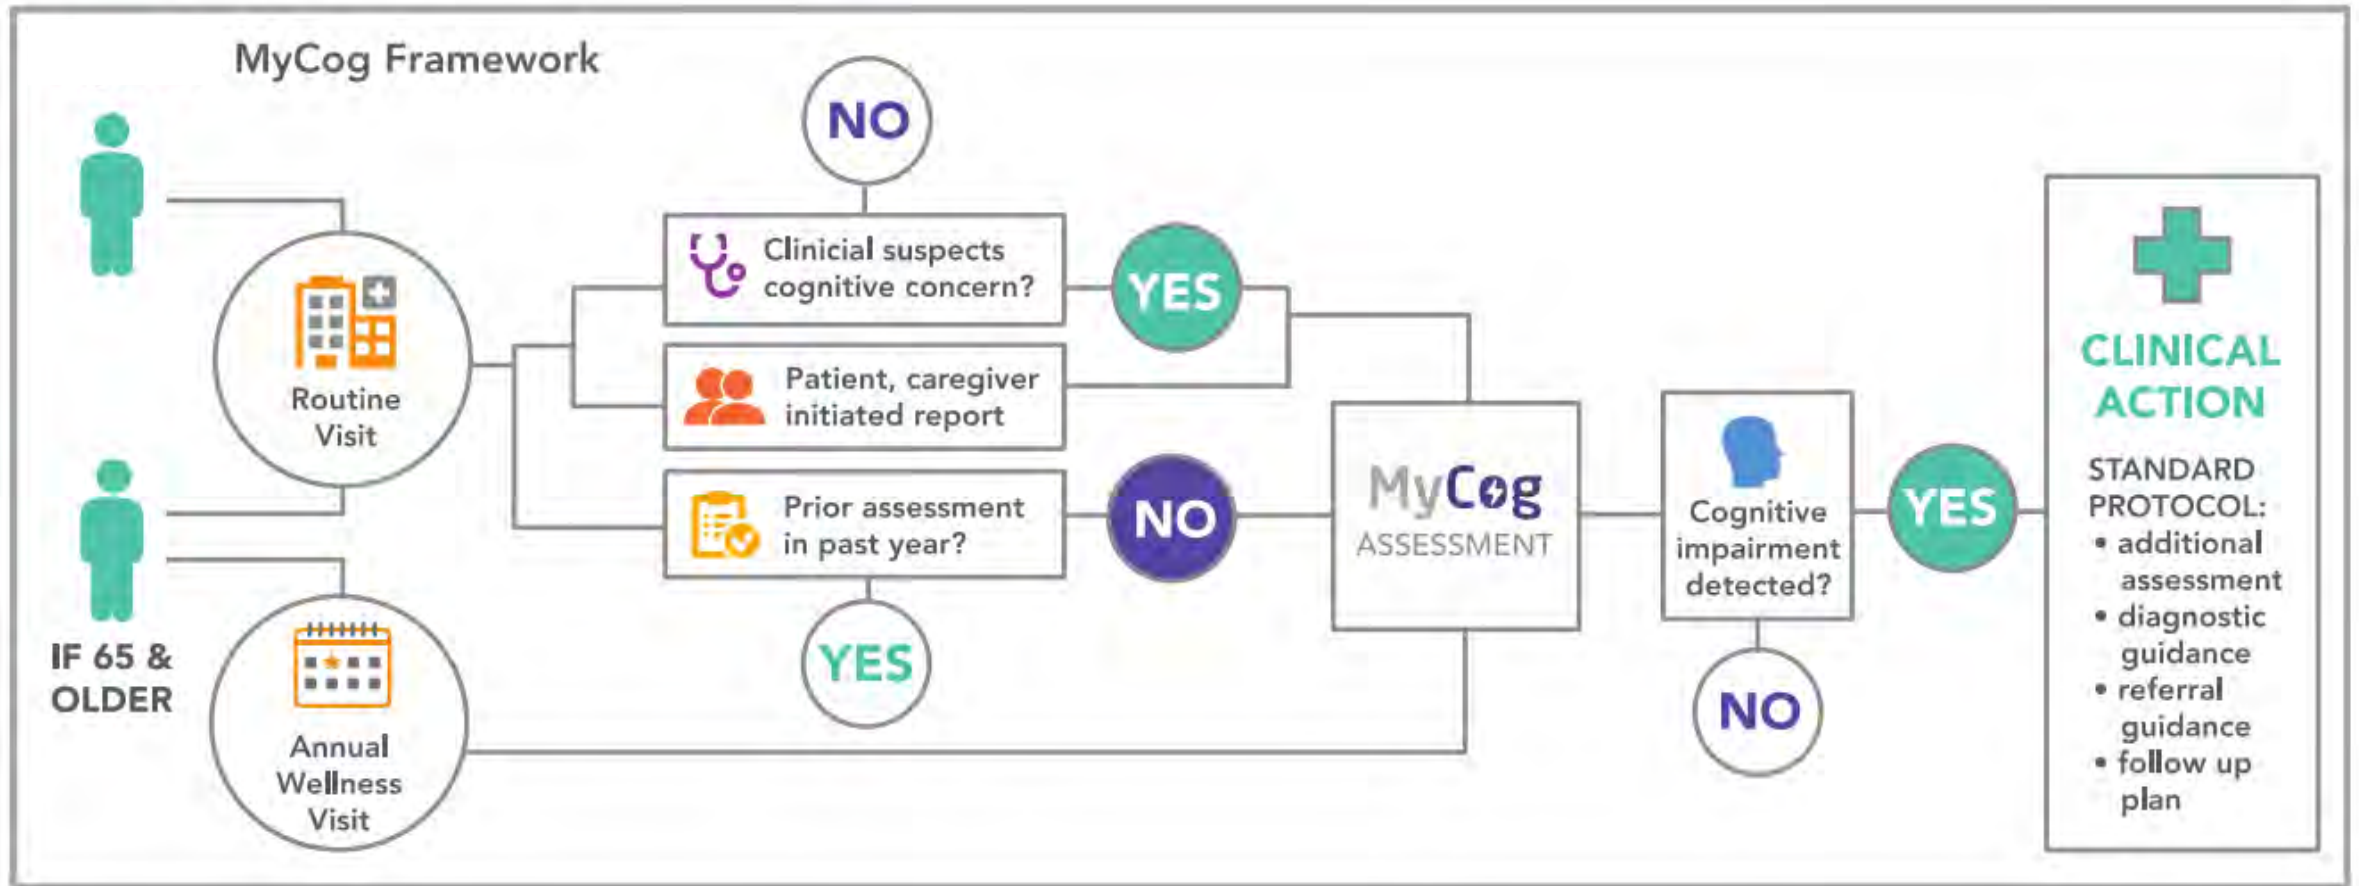 MyCog Framework
NO
Clinicial suspects
cognitive concern?
YES
Patient, caregiver
initiated report
Routine
Visit
Prior assessment
in past year?
NO
YES
IF 65 &
OLDER
Annual
Wellness
Visit
MyCog
ASSESSMENT
Cognitive
impairment
detected?
YES
NO
CLINICAL
ACTION
STANDARD
PROTOCOL:
• additional
assessment
• diagnostic
guidance
• referral
guidance
• follow up
plan